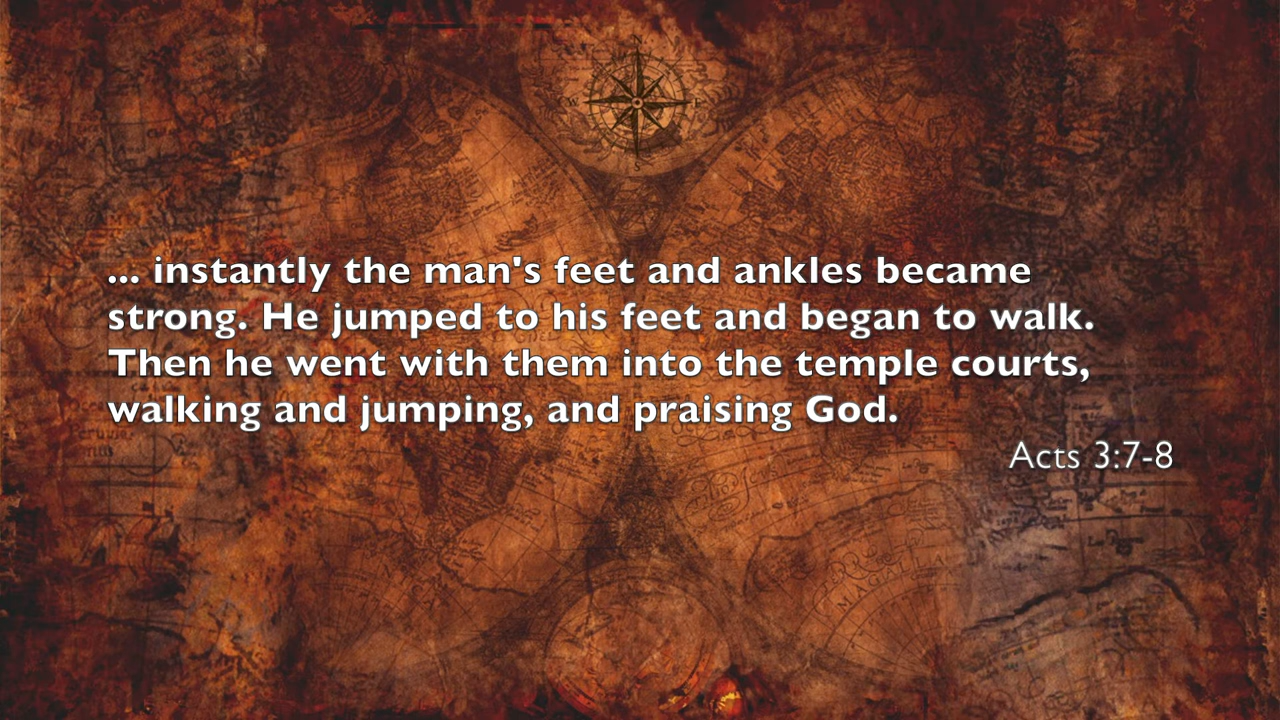 ... instantly the man's feet and ankles became
strong. He jumped to his feet and began to walk.
Then he went with them into the temple courts,
walking and jumping, and praising God.
Acts 3:7-8